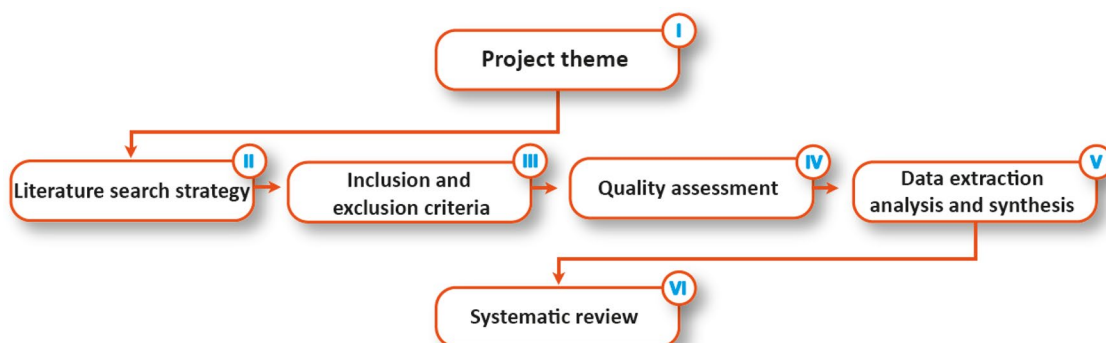 I
Project theme
II
Literature search strategy
III
Inclusion and
exclusion criteria
IV
Quality assessment
V
Data extraction
analysis and synthesis
VI
Systematic review